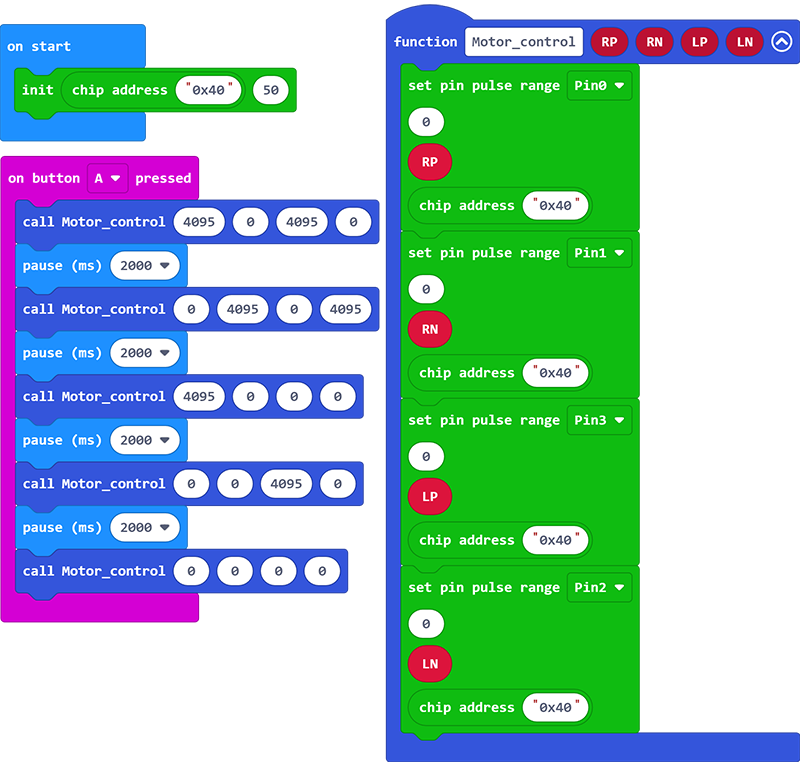 on start
init chip address "0x40" 50
on button A pressed
call Motor_control 4095 0 4095 0
pause (ms) 2000
call Motor_control 0 4095 0 4095
pause (ms) 2000
call Motor_control 4095 0 0 0
pause (ms) 2000
call Motor_control 0 0 4095 0
pause (ms) 2000
call Motor_control 0 0 0 0
function Motor_control RP RN LP LN
set pin pulse range Pin0
0
RP
chip address "0x40"
set pin pulse range Pin1
0
RN
chip address "0x40"
set pin pulse range Pin3
0
LP
chip address "0x40"
set pin pulse range Pin2
0
LN
chip address "0x40"